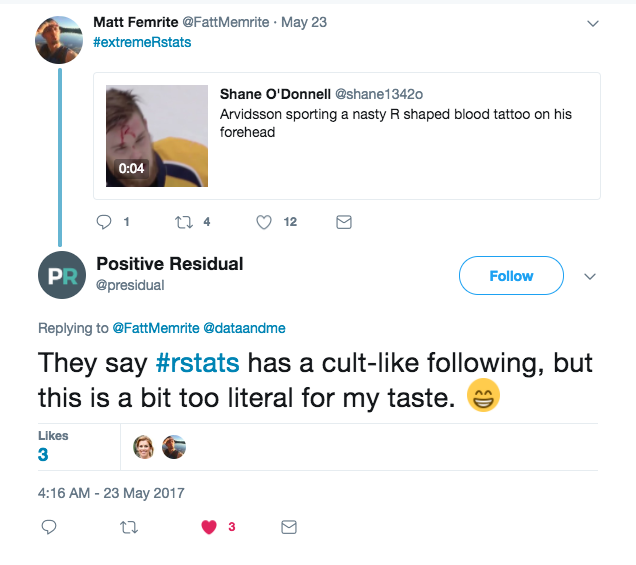 Matt Femrite @FattMemrite · May 23
#extremeRstats
Shane O'Donnell @shane1342o
Arvidsson sporting a nasty R shaped blood tattoo on his
forehead
0:04
1 4 12
PR
Positive Residual
@presidual
Follow
Replying to @FattMemrite @dataandme
They say #rstats has a cult-like following, but
this is a bit too literal for my taste. 😁
Likes
3
4:16 AM - 23 May 2017
3